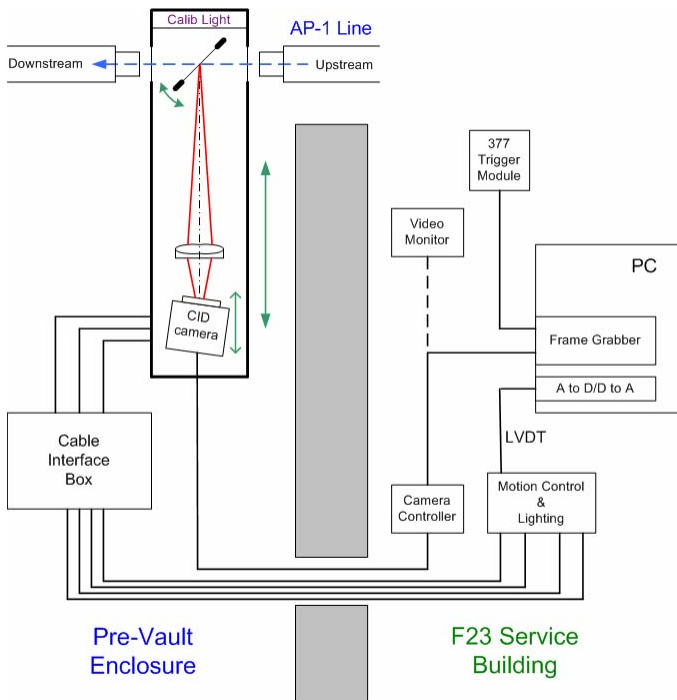 Calib Light
AP-1 Line
Downstream
Upstream
377
Trigger
Module
Video
Monitor
PC
CID
camera
Frame Grabber
A to D/D to A
LVDT
Cable
Interface
Box
Camera
Controller
Motion Control
&
Lighting
Pre-Vault
Enclosure
F23 Service
Building